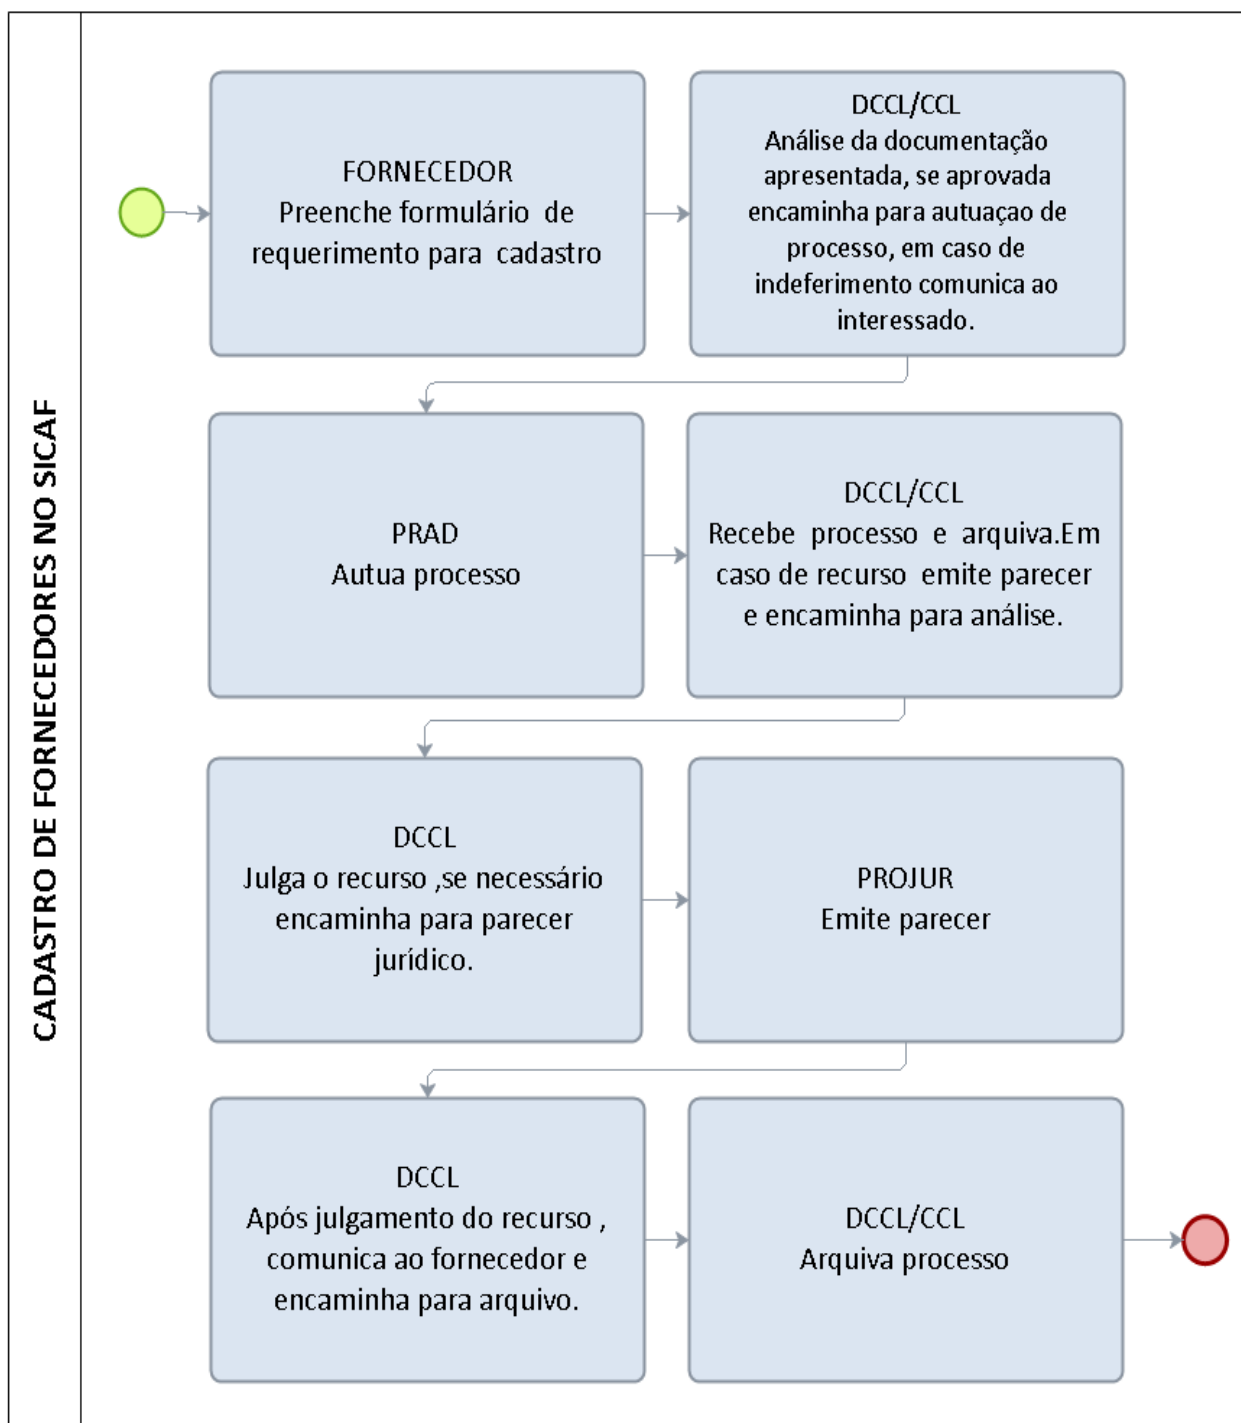 CADASTRO DE FORNECEDORES NO SICAF
FORNECEDOR
Preenche formulário de
requerimento para cadastro
DCCL/CCL
Análise da documentação
apresentada, se aprovada
encaminha para autuaçao de
processo, em caso de
indeferimento comunica ao
interessado.
PRAD
Autua processo
DCCL/CCL
Recebe processo e arquiva.Em
caso de recurso emite parecer
e encaminha para análise.
DCCL
Julga o recurso ,se necessário
encaminha para parecer
jurídico.
PROJUR
Emite parecer
DCCL
Após julgamento do recurso ,
comunica ao fornecedor e
encaminha para arquivo.
DCCL/CCL
Arquiva processo